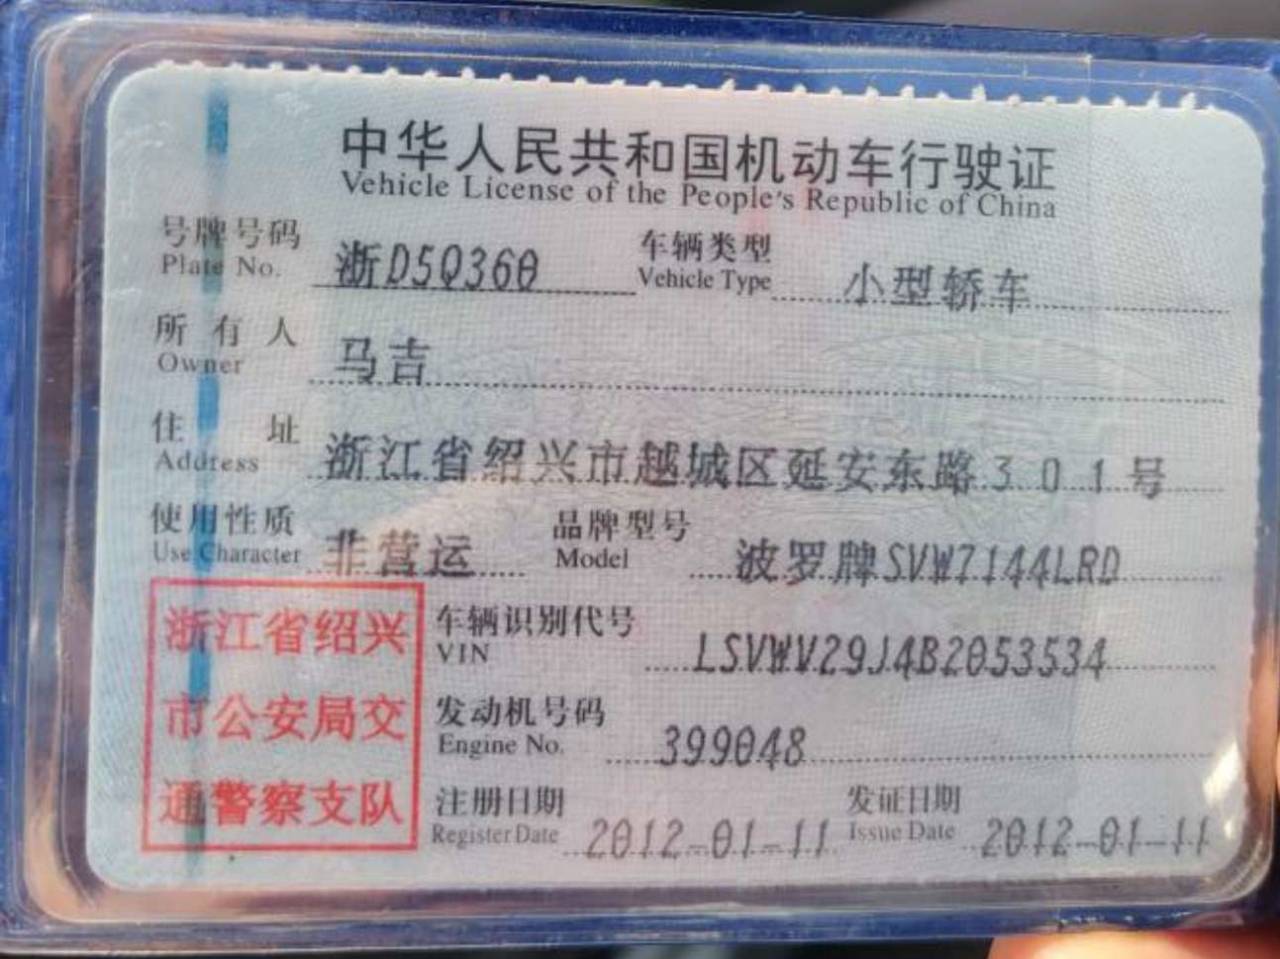 中华人民共和国机动车行驶证
Vehicle License of the People's Republic of China
号牌号码 浙D5Q360 车辆类型 小型轿车
Plate No. Vehicle Type
所有人 马吉
Owner
住址 浙江省绍兴市越城区延安东路301号
Address
使用性质 非营运 品牌型号 波罗牌SVW7144LRD
Use Character Model
浙江省绍兴
市公安局交
通警察支队
车辆识别代号 LSVWV29J4B2053534
VIN
发动机号码 399048
Engine No.
注册日期 2012-01-11 发证日期 2012-01-11
Register Date Issue Date